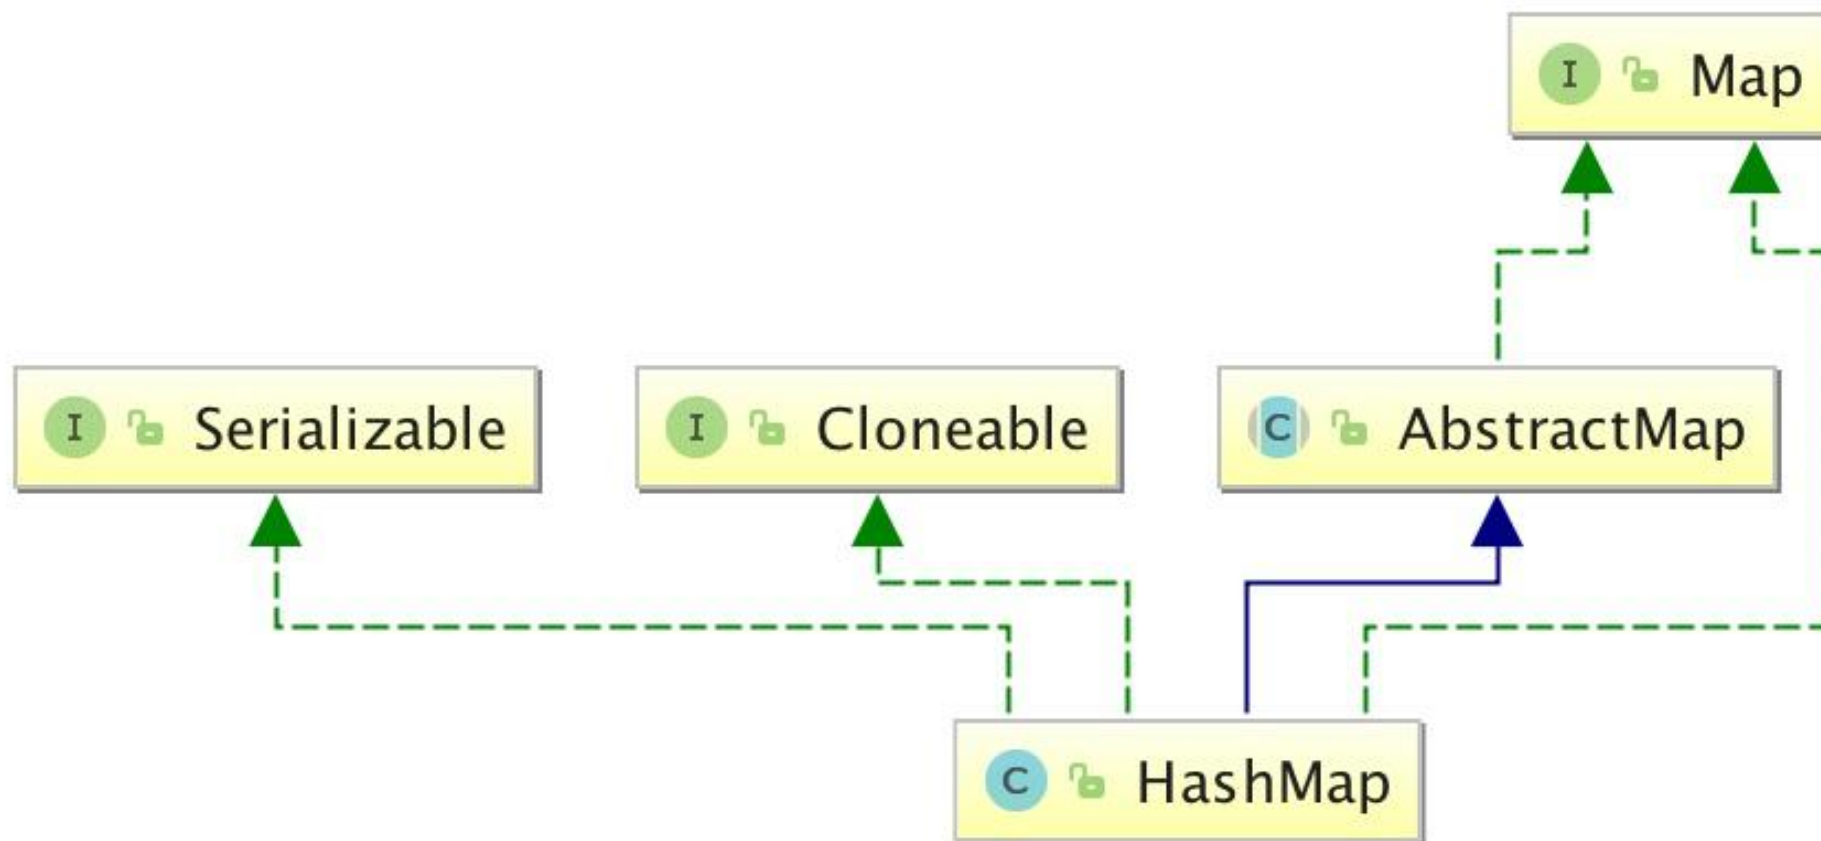 I Map
I Serializable
I Cloneable
C AbstractMap
C HashMap